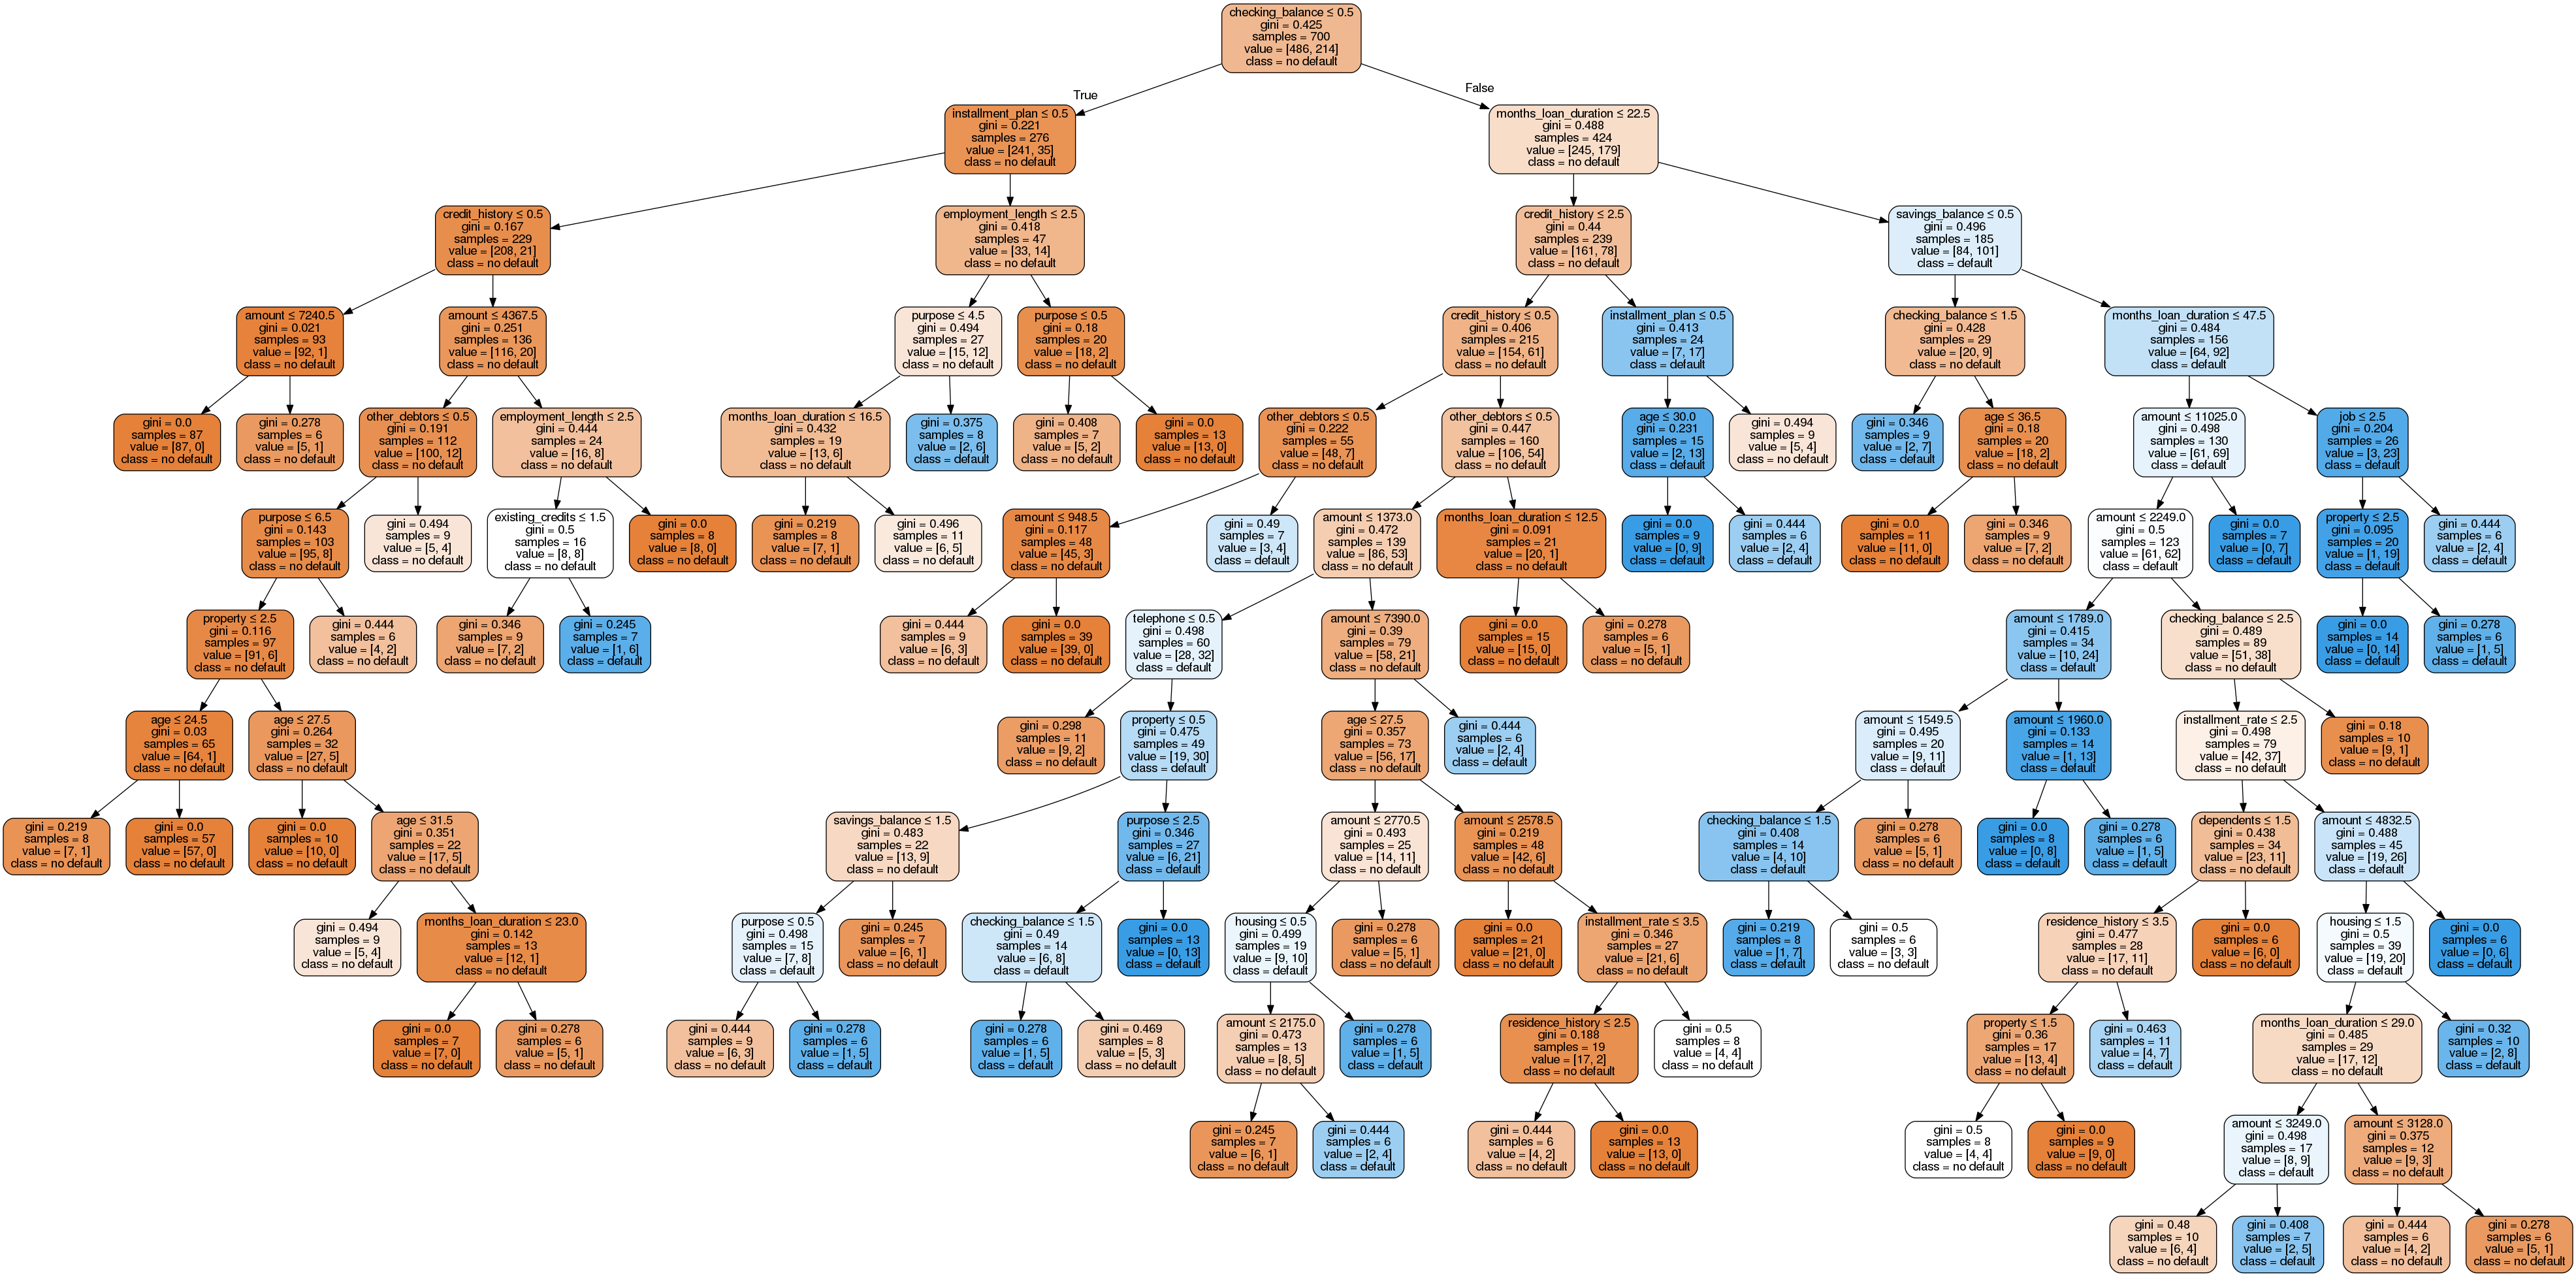 checking_balance ≤ 0.5
gini = 0.425
samples = 700
value = [486, 214]
class = no default
True
False
installment_plan ≤ 0.5
gini = 0.221
samples = 276
value = [241, 35]
class = no default
months_loan_duration ≤ 22.5
gini = 0.488
samples = 424
value = [245, 179]
class = no default
credit_history ≤ 0.5
gini = 0.167
samples = 229
value = [208, 21]
class = no default
employment_length ≤ 2.5
gini = 0.418
samples = 47
value = [33, 14]
class = no default
credit_history ≤ 2.5
gini = 0.44
samples = 239
value = [161, 78]
class = no default
savings_balance ≤ 0.5
gini = 0.496
samples = 185
value = [84, 101]
class = default
amount ≤ 7240.5
gini = 0.021
samples = 93
value = [92, 1]
class = no default
amount ≤ 4367.5
gini = 0.251
samples = 136
value = [116, 20]
class = no default
purpose ≤ 4.5
gini = 0.494
samples = 27
value = [15, 12]
class = no default
purpose ≤ 0.5
gini = 0.18
samples = 20
value = [18, 2]
class = no default
credit_history ≤ 0.5
gini = 0.406
samples = 215
value = [154, 61]
class = no default
installment_plan ≤ 0.5
gini = 0.413
samples = 24
value = [7, 17]
class = default
checking_balance ≤ 1.5
gini = 0.428
samples = 29
value = [20, 9]
class = no default
months_loan_duration ≤ 47.5
gini = 0.484
samples = 156
value = [64, 92]
class = default
gini = 0.0
samples = 87
value = [87, 0]
class = no default
gini = 0.278
samples = 6
value = [5, 1]
class = no default
other_debtors ≤ 0.5
gini = 0.191
samples = 112
value = [100, 12]
class = no default
employment_length ≤ 2.5
gini = 0.444
samples = 24
value = [16, 8]
class = no default
months_loan_duration ≤ 16.5
gini = 0.432
samples = 19
value = [13, 6]
class = no default
gini = 0.375
samples = 8
value = [2, 6]
class = default
gini = 0.408
samples = 7
value = [5, 2]
class = no default
gini = 0.0
samples = 13
value = [13, 0]
class = no default
other_debtors ≤ 0.5
gini = 0.222
samples = 55
value = [48, 7]
class = no default
other_debtors ≤ 0.5
gini = 0.447
samples = 160
value = [106, 54]
class = no default
age ≤ 30.0
gini = 0.231
samples = 15
value = [2, 13]
class = default
gini = 0.494
samples = 9
value = [5, 4]
class = no default
gini = 0.346
samples = 9
value = [2, 7]
class = default
age ≤ 36.5
gini = 0.18
samples = 20
value = [18, 2]
class = no default
amount ≤ 11025.0
gini = 0.498
samples = 130
value = [61, 69]
class = default
job ≤ 2.5
gini = 0.204
samples = 26
value = [3, 23]
class = default
purpose ≤ 6.5
gini = 0.143
samples = 103
value = [95, 8]
class = no default
gini = 0.494
samples = 9
value = [5, 4]
class = no default
existing_credits ≤ 1.5
gini = 0.5
samples = 16
value = [8, 8]
class = no default
gini = 0.0
samples = 8
value = [8, 0]
class = no default
gini = 0.219
samples = 8
value = [7, 1]
class = no default
gini = 0.496
samples = 11
value = [6, 5]
class = no default
amount ≤ 948.5
gini = 0.117
samples = 48
value = [45, 3]
class = no default
gini = 0.49
samples = 7
value = [3, 4]
class = default
amount ≤ 1373.0
gini = 0.472
samples = 139
value = [86, 53]
class = no default
months_loan_duration ≤ 12.5
gini = 0.091
samples = 21
value = [20, 1]
class = no default
gini = 0.0
samples = 9
value = [0, 9]
class = default
gini = 0.444
samples = 6
value = [2, 4]
class = default
gini = 0.0
samples = 11
value = [11, 0]
class = no default
gini = 0.346
samples = 9
value = [7, 2]
class = no default
amount ≤ 2249.0
gini = 0.5
samples = 123
value = [61, 62]
class = default
gini = 0.0
samples = 7
value = [0, 7]
class = default
property ≤ 2.5
gini = 0.095
samples = 20
value = [1, 19]
class = default
gini = 0.444
samples = 6
value = [2, 4]
class = default
property ≤ 2.5
gini = 0.116
samples = 97
value = [91, 6]
class = no default
gini = 0.444
samples = 6
value = [4, 2]
class = no default
gini = 0.346
samples = 9
value = [7, 2]
class = no default
gini = 0.245
samples = 7
value = [1, 6]
class = default
gini = 0.444
samples = 9
value = [6, 3]
class = no default
gini = 0.0
samples = 39
value = [39, 0]
class = no default
telephone ≤ 0.5
gini = 0.498
samples = 60
value = [28, 32]
class = default
amount ≤ 7390.0
gini = 0.39
samples = 79
value = [58, 21]
class = no default
gini = 0.0
samples = 15
value = [15, 0]
class = no default
gini = 0.278
samples = 6
value = [5, 1]
class = no default
amount ≤ 1789.0
gini = 0.415
samples = 34
value = [10, 24]
class = default
checking_balance ≤ 2.5
gini = 0.489
samples = 89
value = [51, 38]
class = no default
gini = 0.0
samples = 14
value = [0, 14]
class = default
gini = 0.278
samples = 6
value = [1, 5]
class = default
age ≤ 24.5
gini = 0.03
samples = 65
value = [64, 1]
class = no default
age ≤ 27.5
gini = 0.264
samples = 32
value = [27, 5]
class = no default
gini = 0.298
samples = 11
value = [9, 2]
class = no default
property ≤ 0.5
gini = 0.475
samples = 49
value = [19, 30]
class = default
age ≤ 27.5
gini = 0.357
samples = 73
value = [56, 17]
class = no default
gini = 0.444
samples = 6
value = [2, 4]
class = default
amount ≤ 1549.5
gini = 0.495
samples = 20
value = [9, 11]
class = default
amount ≤ 1960.0
gini = 0.133
samples = 14
value = [1, 13]
class = default
installment_rate ≤ 2.5
gini = 0.498
samples = 79
value = [42, 37]
class = no default
gini = 0.18
samples = 10
value = [9, 1]
class = no default
gini = 0.219
samples = 8
value = [7, 1]
class = no default
gini = 0.0
samples = 57
value = [57, 0]
class = no default
gini = 0.0
samples = 10
value = [10, 0]
class = no default
age ≤ 31.5
gini = 0.351
samples = 22
value = [17, 5]
class = no default
savings_balance ≤ 1.5
gini = 0.483
samples = 22
value = [13, 9]
class = no default
purpose ≤ 2.5
gini = 0.346
samples = 27
value = [6, 21]
class = default
amount ≤ 2770.5
gini = 0.493
samples = 25
value = [14, 11]
class = no default
amount ≤ 2578.5
gini = 0.219
samples = 48
value = [42, 6]
class = no default
checking_balance ≤ 1.5
gini = 0.408
samples = 14
value = [4, 10]
class = default
gini = 0.278
samples = 6
value = [5, 1]
class = no default
gini = 0.0
samples = 8
value = [0, 8]
class = default
gini = 0.278
samples = 6
value = [1, 5]
class = default
dependents ≤ 1.5
gini = 0.438
samples = 34
value = [23, 11]
class = no default
amount ≤ 4832.5
gini = 0.488
samples = 45
value = [19, 26]
class = default
gini = 0.494
samples = 9
value = [5, 4]
class = no default
months_loan_duration ≤ 23.0
gini = 0.142
samples = 13
value = [12, 1]
class = no default
purpose ≤ 0.5
gini = 0.498
samples = 15
value = [7, 8]
class = default
gini = 0.245
samples = 7
value = [6, 1]
class = no default
checking_balance ≤ 1.5
gini = 0.49
samples = 14
value = [6, 8]
class = default
gini = 0.0
samples = 13
value = [0, 13]
class = default
housing ≤ 0.5
gini = 0.499
samples = 19
value = [9, 10]
class = default
gini = 0.278
samples = 6
value = [5, 1]
class = no default
gini = 0.0
samples = 21
value = [21, 0]
class = no default
installment_rate ≤ 3.5
gini = 0.346
samples = 27
value = [21, 6]
class = no default
gini = 0.219
samples = 8
value = [1, 7]
class = default
gini = 0.5
samples = 6
value = [3, 3]
class = no default
residence_history ≤ 3.5
gini = 0.477
samples = 28
value = [17, 11]
class = no default
gini = 0.0
samples = 6
value = [6, 0]
class = no default
housing ≤ 1.5
gini = 0.5
samples = 39
value = [19, 20]
class = default
gini = 0.0
samples = 6
value = [0, 6]
class = default
gini = 0.0
samples = 7
value = [7, 0]
class = no default
gini = 0.278
samples = 6
value = [5, 1]
class = no default
gini = 0.444
samples = 9
value = [6, 3]
class = no default
gini = 0.278
samples = 6
value = [1, 5]
class = default
gini = 0.278
samples = 6
value = [1, 5]
class = default
gini = 0.469
samples = 8
value = [5, 3]
class = no default
amount ≤ 2175.0
gini = 0.473
samples = 13
value = [8, 5]
class = no default
gini = 0.278
samples = 6
value = [1, 5]
class = default
residence_history ≤ 2.5
gini = 0.188
samples = 19
value = [17, 2]
class = no default
gini = 0.5
samples = 8
value = [4, 4]
class = no default
property ≤ 1.5
gini = 0.36
samples = 17
value = [13, 4]
class = no default
gini = 0.463
samples = 11
value = [4, 7]
class = default
months_loan_duration ≤ 29.0
gini = 0.485
samples = 29
value = [17, 12]
class = no default
gini = 0.32
samples = 10
value = [2, 8]
class = default
gini = 0.245
samples = 7
value = [6, 1]
class = no default
gini = 0.444
samples = 6
value = [2, 4]
class = default
gini = 0.444
samples = 6
value = [4, 2]
class = no default
gini = 0.0
samples = 13
value = [13, 0]
class = no default
gini = 0.5
samples = 8
value = [4, 4]
class = no default
gini = 0.0
samples = 9
value = [9, 0]
class = no default
amount ≤ 3249.0
gini = 0.498
samples = 17
value = [8, 9]
class = default
amount ≤ 3128.0
gini = 0.375
samples = 12
value = [9, 3]
class = no default
gini = 0.48
samples = 10
value = [6, 4]
class = no default
gini = 0.408
samples = 7
value = [2, 5]
class = default
gini = 0.444
samples = 6
value = [4, 2]
class = no default
gini = 0.278
samples = 6
value = [5, 1]
class = no default